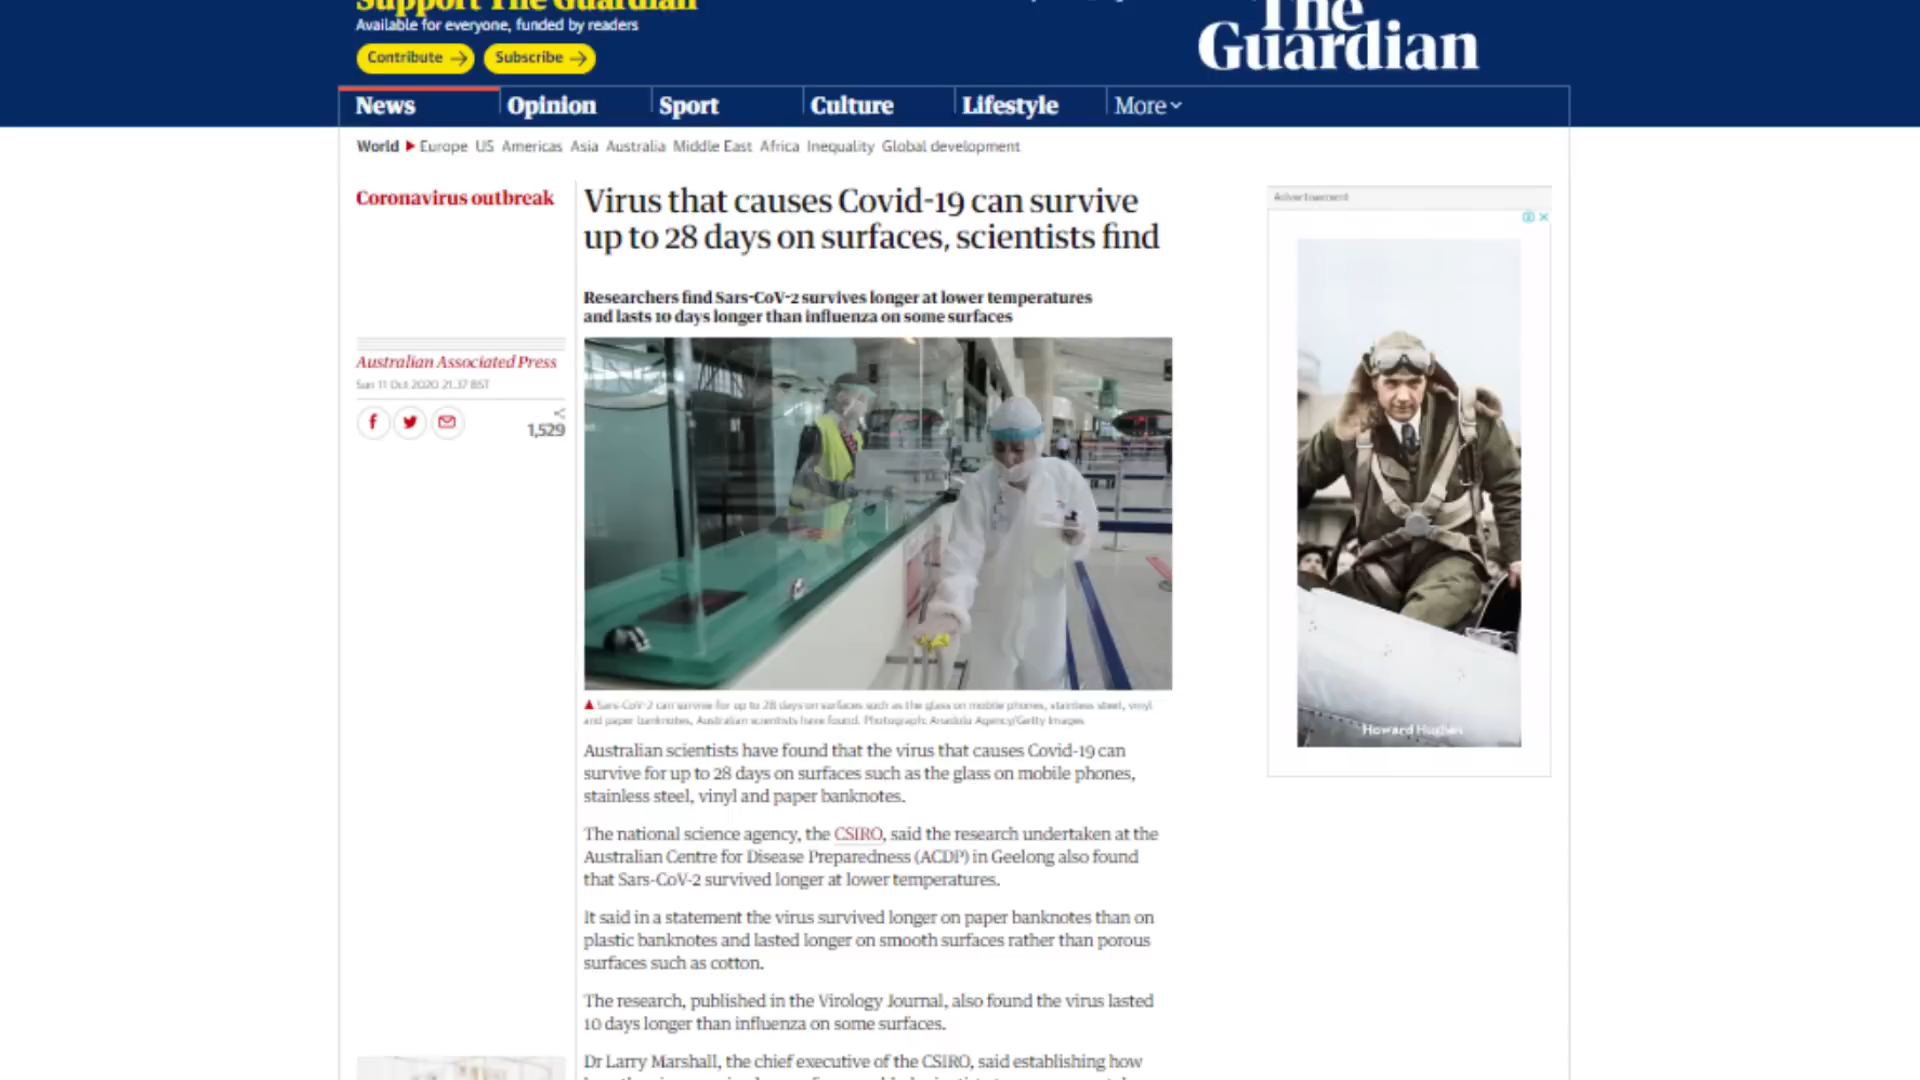 Support The Guardian
Available for everyone, funded by readers
Contribute
Subscribe
The
Guardian
News
Opinion
Sport
Culture
Lifestyle
More
World
Europe US Americas Asia Australia Middle East Africa Inequality Global development
Coronavirus outbreak
Virus that causes Covid-19 can survive
up to 28 days on surfaces, scientists find
Researchers find Sars-CoV-2 survives longer at lower temperatures
and lasts 10 days longer than influenza on some surfaces
Australian Associated Press
Sun 11 Oct 2020 21.37 BST
1,529
Advertisement
Howard Hughes
Sars-CoV-2 can survive for up to 28 days on surfaces such as the glass on mobile phones, stainless steel, vinyl
and paper banknotes, Australian scientists have found. Photograph: Anadolu Agency/Getty Images
Australian scientists have found that the virus that causes Covid-19 can
survive for up to 28 days on surfaces such as the glass on mobile phones,
stainless steel, vinyl and paper banknotes.
The national science agency, the CSIRO, said the research undertaken at the
Australian Centre for Disease Preparedness (ACDP) in Geelong also found
that Sars-CoV-2 survived longer at lower temperatures.
It said in a statement the virus survived longer on paper banknotes than on
plastic banknotes and lasted longer on smooth surfaces rather than porous
surfaces such as cotton.
The research, published in the Virology Journal, also found the virus lasted
10 days longer than influenza on some surfaces.
Dr Larry Marshall, the chief executive of the CSIRO, said establishing how